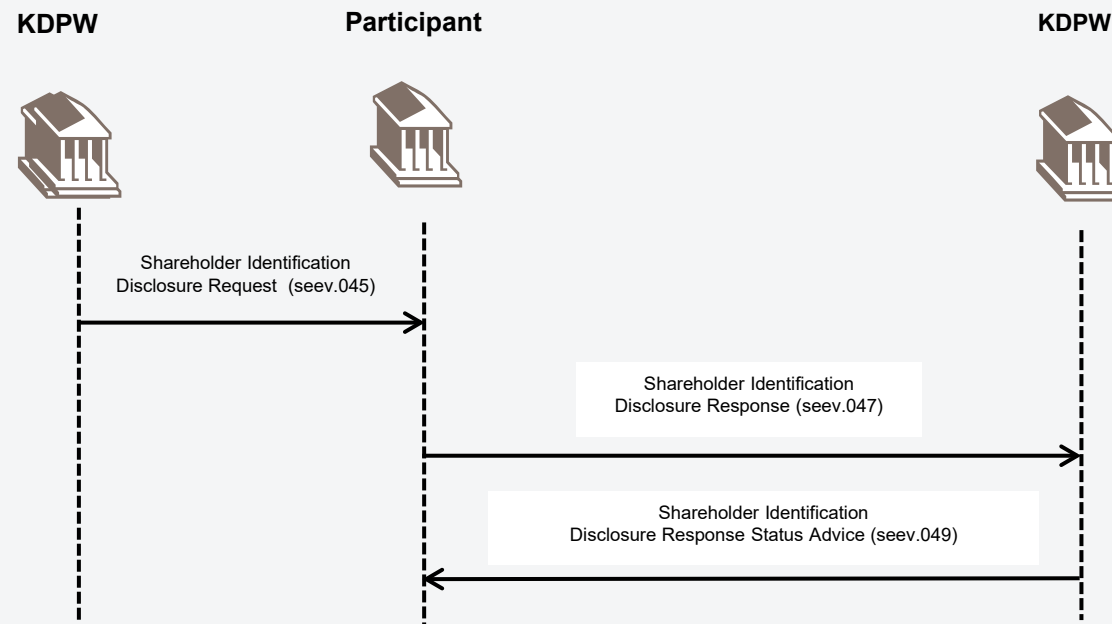 KDPW
Participant
KDPW
Shareholder Identification
Disclosure Request (seev.045)
Shareholder Identification
Disclosure Response (seev.047)
Shareholder Identification
Disclosure Response Status Advice (seev.049)